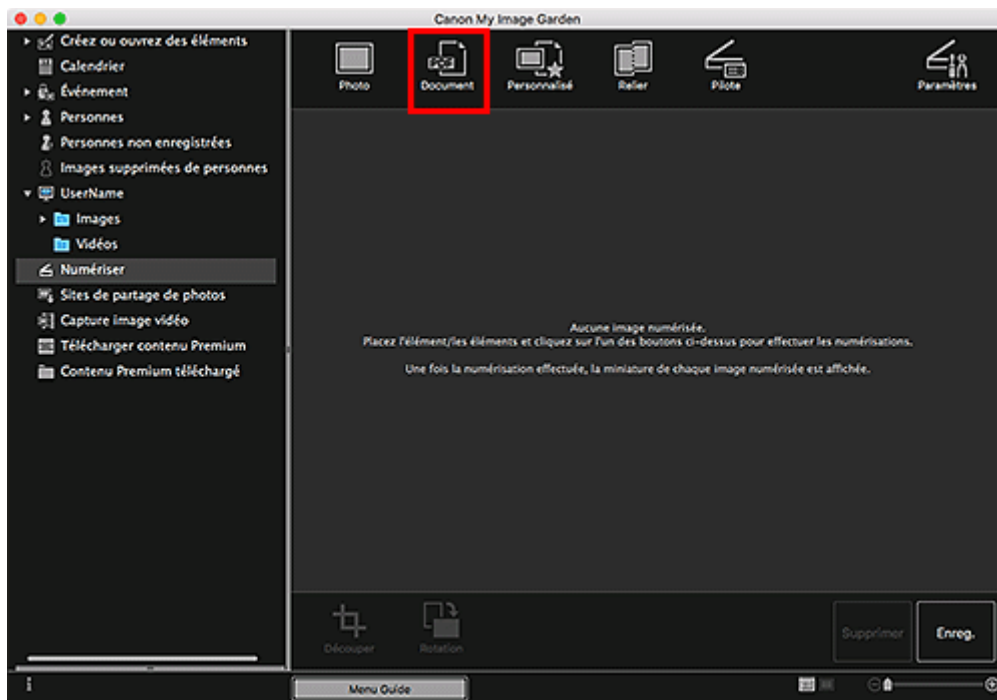 Canon My Image Garden
Créez ou ouvrez des éléments
Calendrier
Événement
Personnes
Personnes non enregistrées
Images supprimées de personnes
UserName
Images
Vidéos
Numériser
Sites de partage de photos
Capture image vidéo
Télécharger contenu Premium
Contenu Premium téléchargé
Photo
PDF
Document
Personnalisé
Relier
Pilote
Paramètres
Aucune image numérisée.
Placez l'élément/les éléments et cliquez sur l'un des boutons ci-dessus pour effectuer les numérisations.
Une fois la numérisation effectuée, la miniature de chaque image numérisée est affichée.
Découper
Rotation
Supprimer
Enreg.
Menu Guide